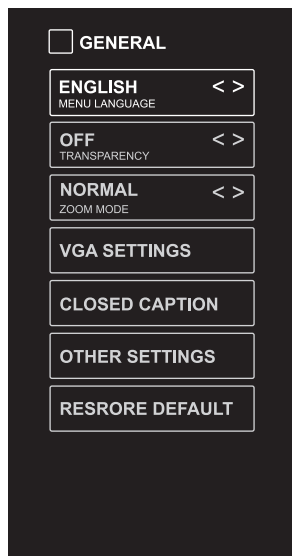 GENERAL
ENGLISH < >
MENU LANGUAGE
OFF < >
TRANSPARENCY
NORMAL < >
ZOOM MODE
VGA SETTINGS
CLOSED CAPTION
OTHER SETTINGS
RESRORE DEFAULT